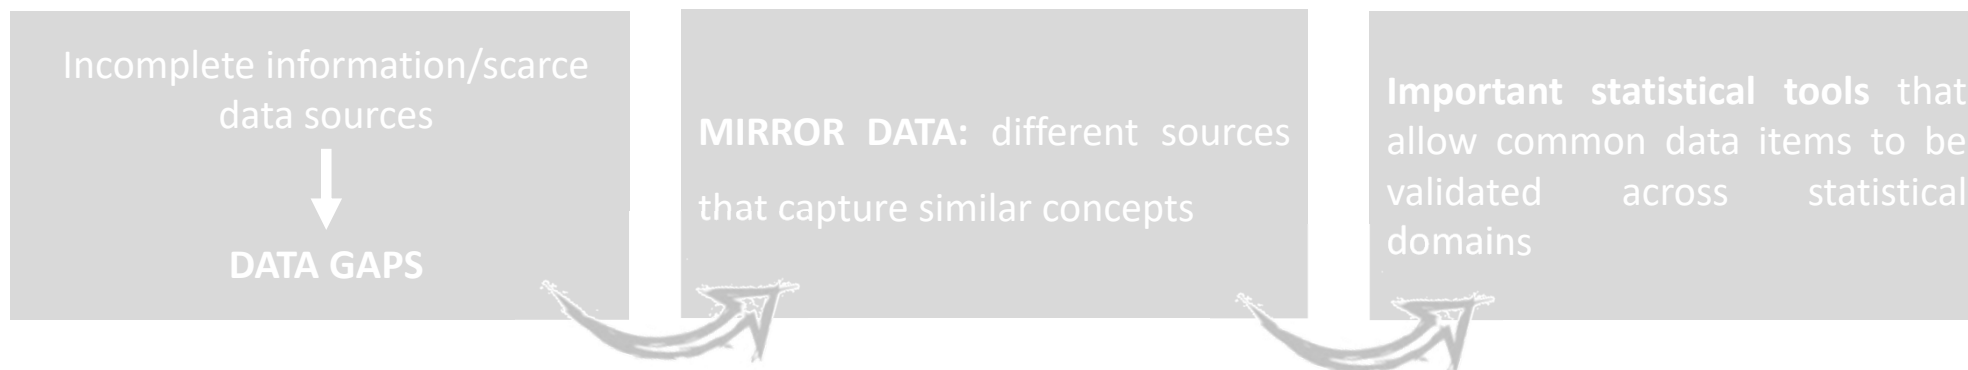 Incomplete information/scarce
data sources
DATA GAPS
MIRROR DATA: different sources
that capture similar concepts
Important statistical tools that
allow common data items to be
validated across statistical
domains